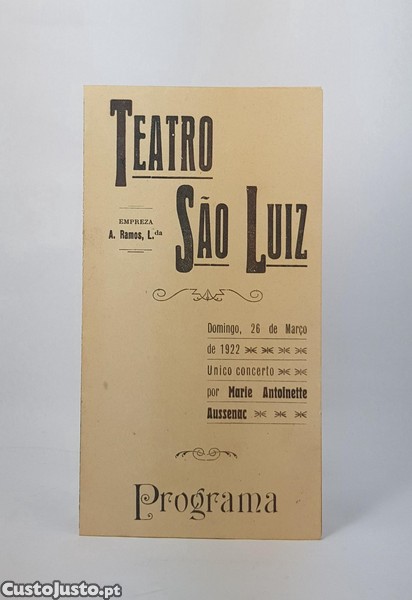 TEATRO
SÃO LUIZ
EMPREZA
A. Ramos, L.da
Domingo, 26 de Março
de 1922
Unico concerto
por Marie Antoinette
Aussenac
Programa
CustoJusto.pt